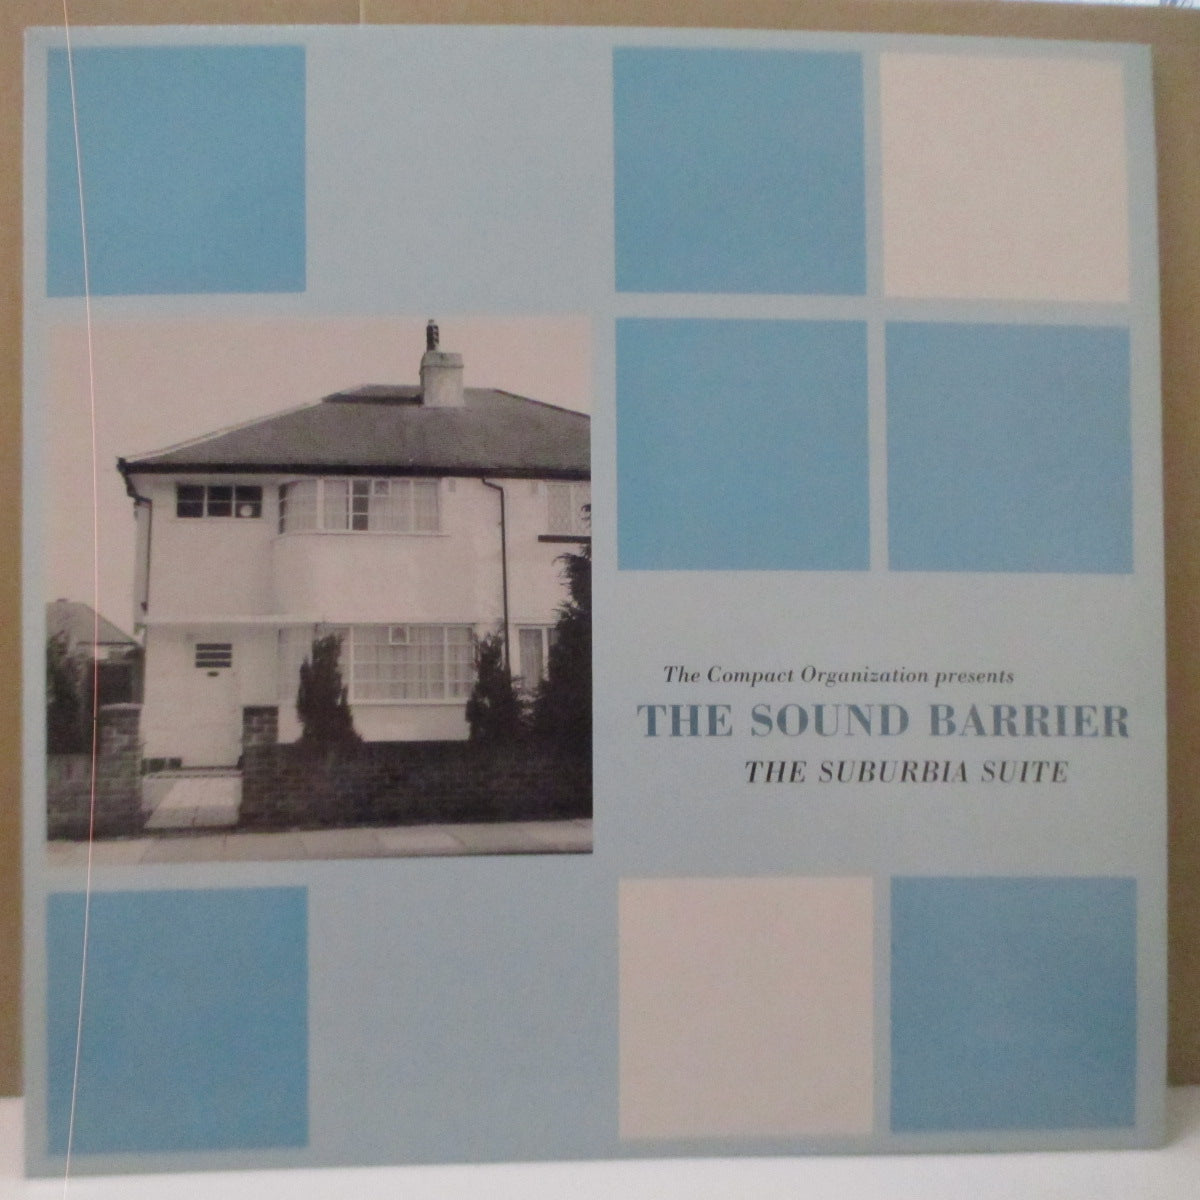 The Compact Organization presents
THE SOUND BARRIER
THE SUBURBIA SUITE